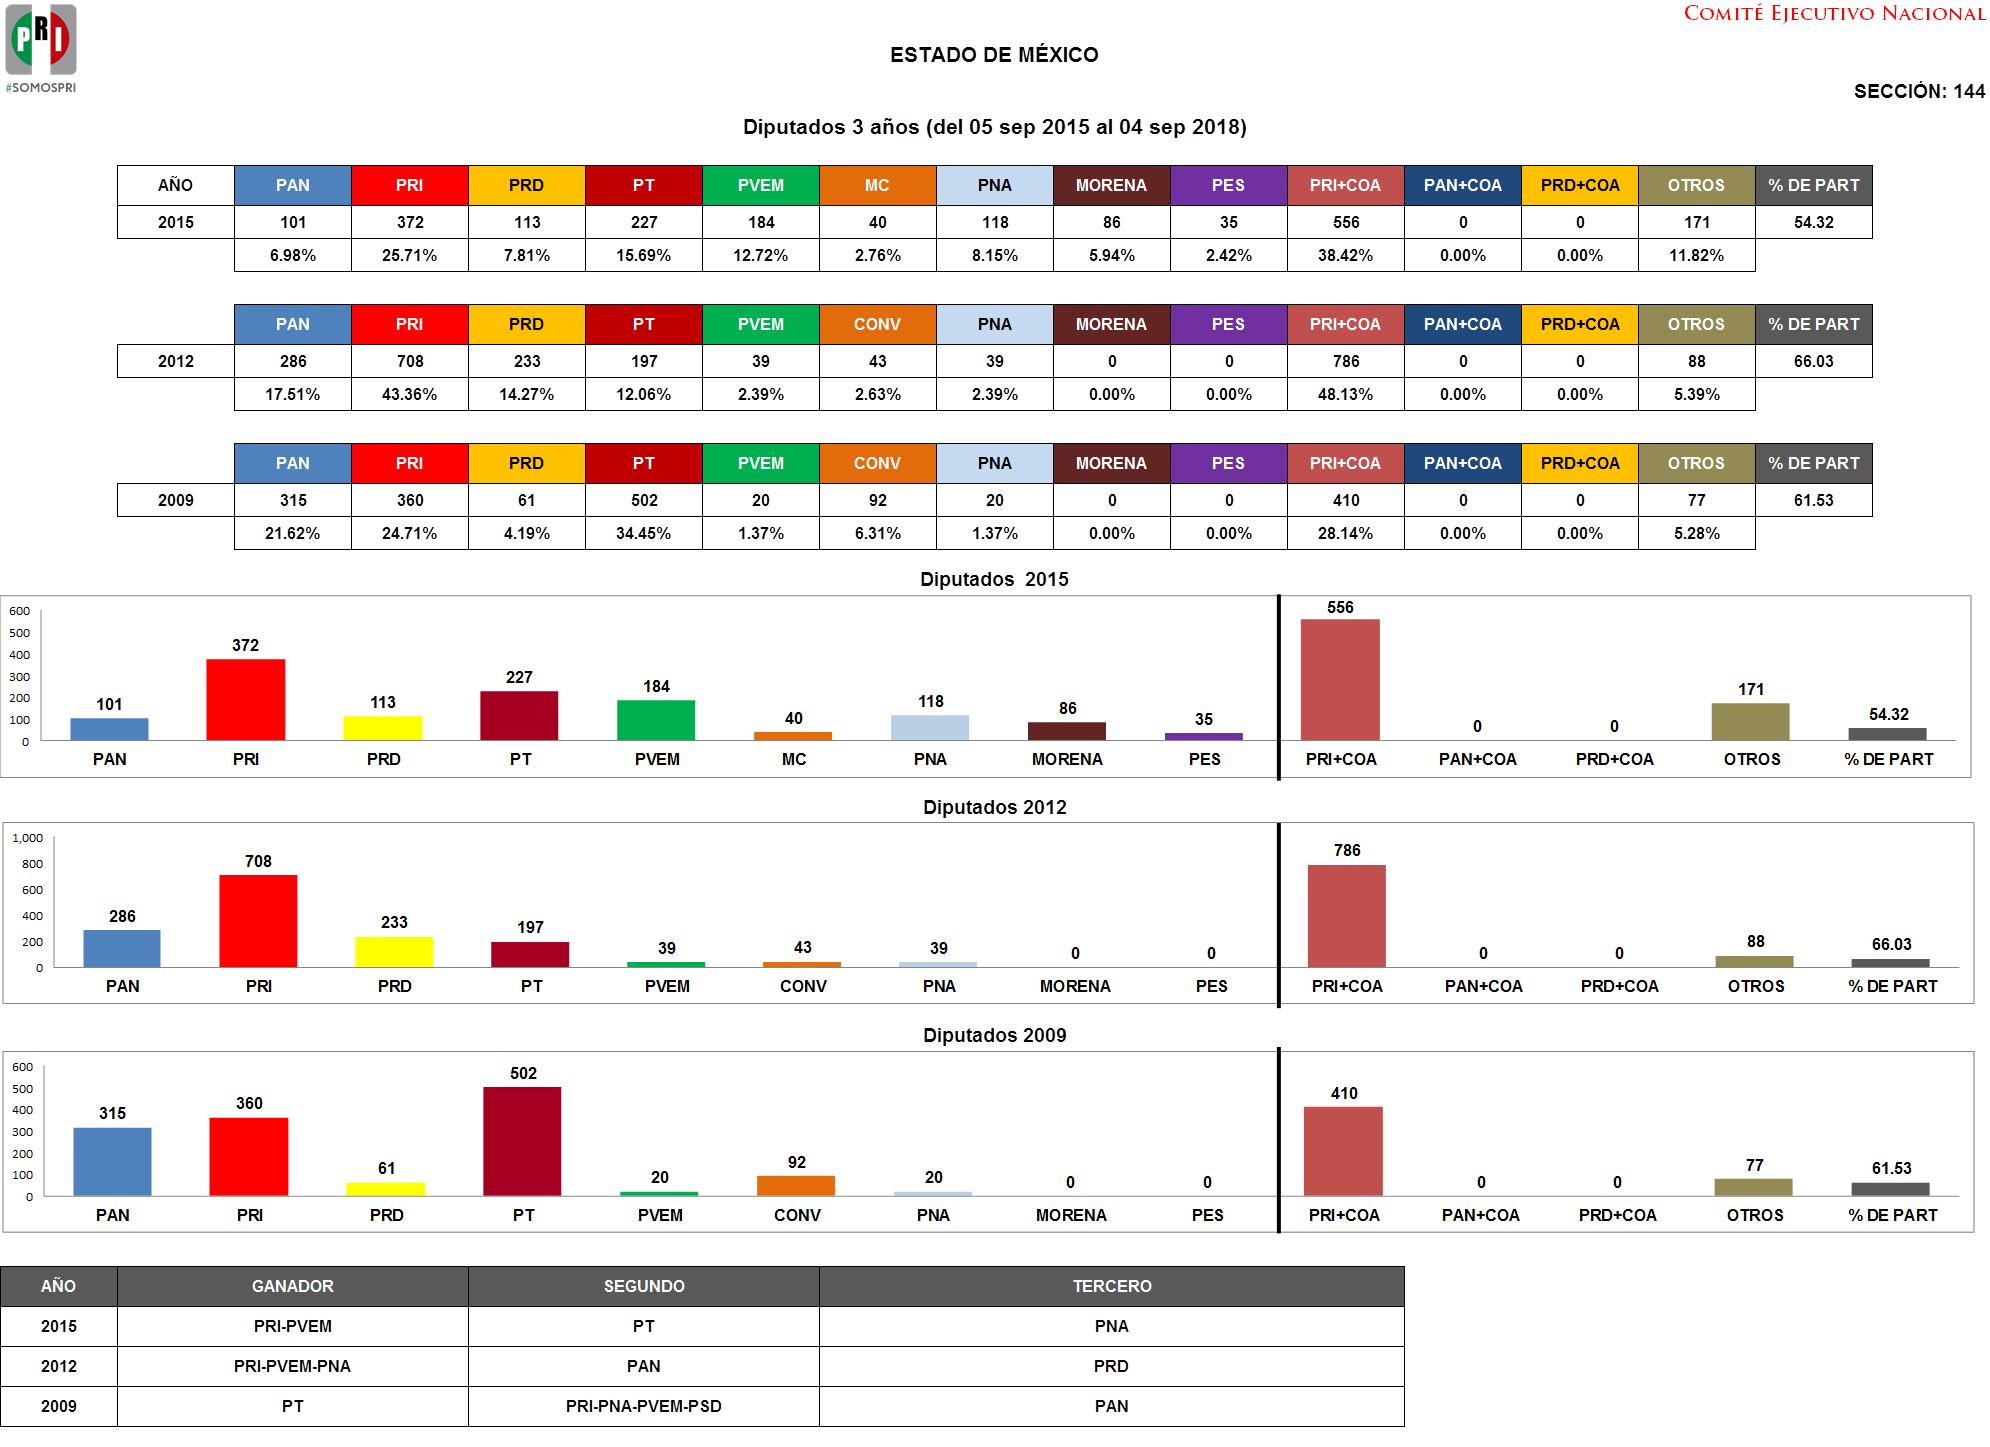 PRI
#SOMOSPRI
COMITÉ EJECUTIVO NACIONAL
ESTADO DE MÉXICO
SECCIÓN: 144
Diputados 3 años (del 05 sep 2015 al 04 sep 2018)
AÑO PAN PRI PRD PT PVEM MC PNA MORENA PES PRI+COA PAN+COA PRD+COA OTROS % DE PART
2015 101 372 113 227 184 40 118 86 35 556 0 0 171 54.32
6.98% 25.71% 7.81% 15.69% 12.72% 2.76% 8.15% 5.94% 2.42% 38.42% 0.00% 0.00% 11.82%
PAN PRI PRD PT PVEM CONV PNA MORENA PES PRI+COA PAN+COA PRD+COA OTROS % DE PART
2012 286 708 233 197 39 43 39 0 0 786 0 0 88 66.03
17.51% 43.36% 14.27% 12.06% 2.39% 2.63% 2.39% 0.00% 0.00% 48.13% 0.00% 0.00% 5.39%
PAN PRI PRD PT PVEM CONV PNA MORENA PES PRI+COA PAN+COA PRD+COA OTROS % DE PART
2009 315 360 61 502 20 92 20 0 0 410 0 0 77 61.53
21.62% 24.71% 4.19% 34.45% 1.37% 6.31% 1.37% 0.00% 0.00% 28.14% 0.00% 0.00% 5.28%
Diputados 2015
600
500
400
300
200
100
0
101 372 113 227 184 40 118 86 35 556 0 0 171 54.32
PAN PRI PRD PT PVEM MC PNA MORENA PES PRI+COA PAN+COA PRD+COA OTROS % DE PART
Diputados 2012
1,000
800
600
400
200
0
286 708 233 197 39 43 39 0 0 786 0 0 88 66.03
PAN PRI PRD PT PVEM CONV PNA MORENA PES PRI+COA PAN+COA PRD+COA OTROS % DE PART
Diputados 2009
600
500
400
300
200
100
0
315 360 61 502 20 92 20 0 0 410 0 0 77 61.53
PAN PRI PRD PT PVEM CONV PNA MORENA PES PRI+COA PAN+COA PRD+COA OTROS % DE PART
AÑO GANADOR SEGUNDO TERCERO
2015 PRI-PVEM PT PNA
2012 PRI-PVEM-PNA PAN PRD
2009 PT PRI-PNA-PVEM-PSD PAN